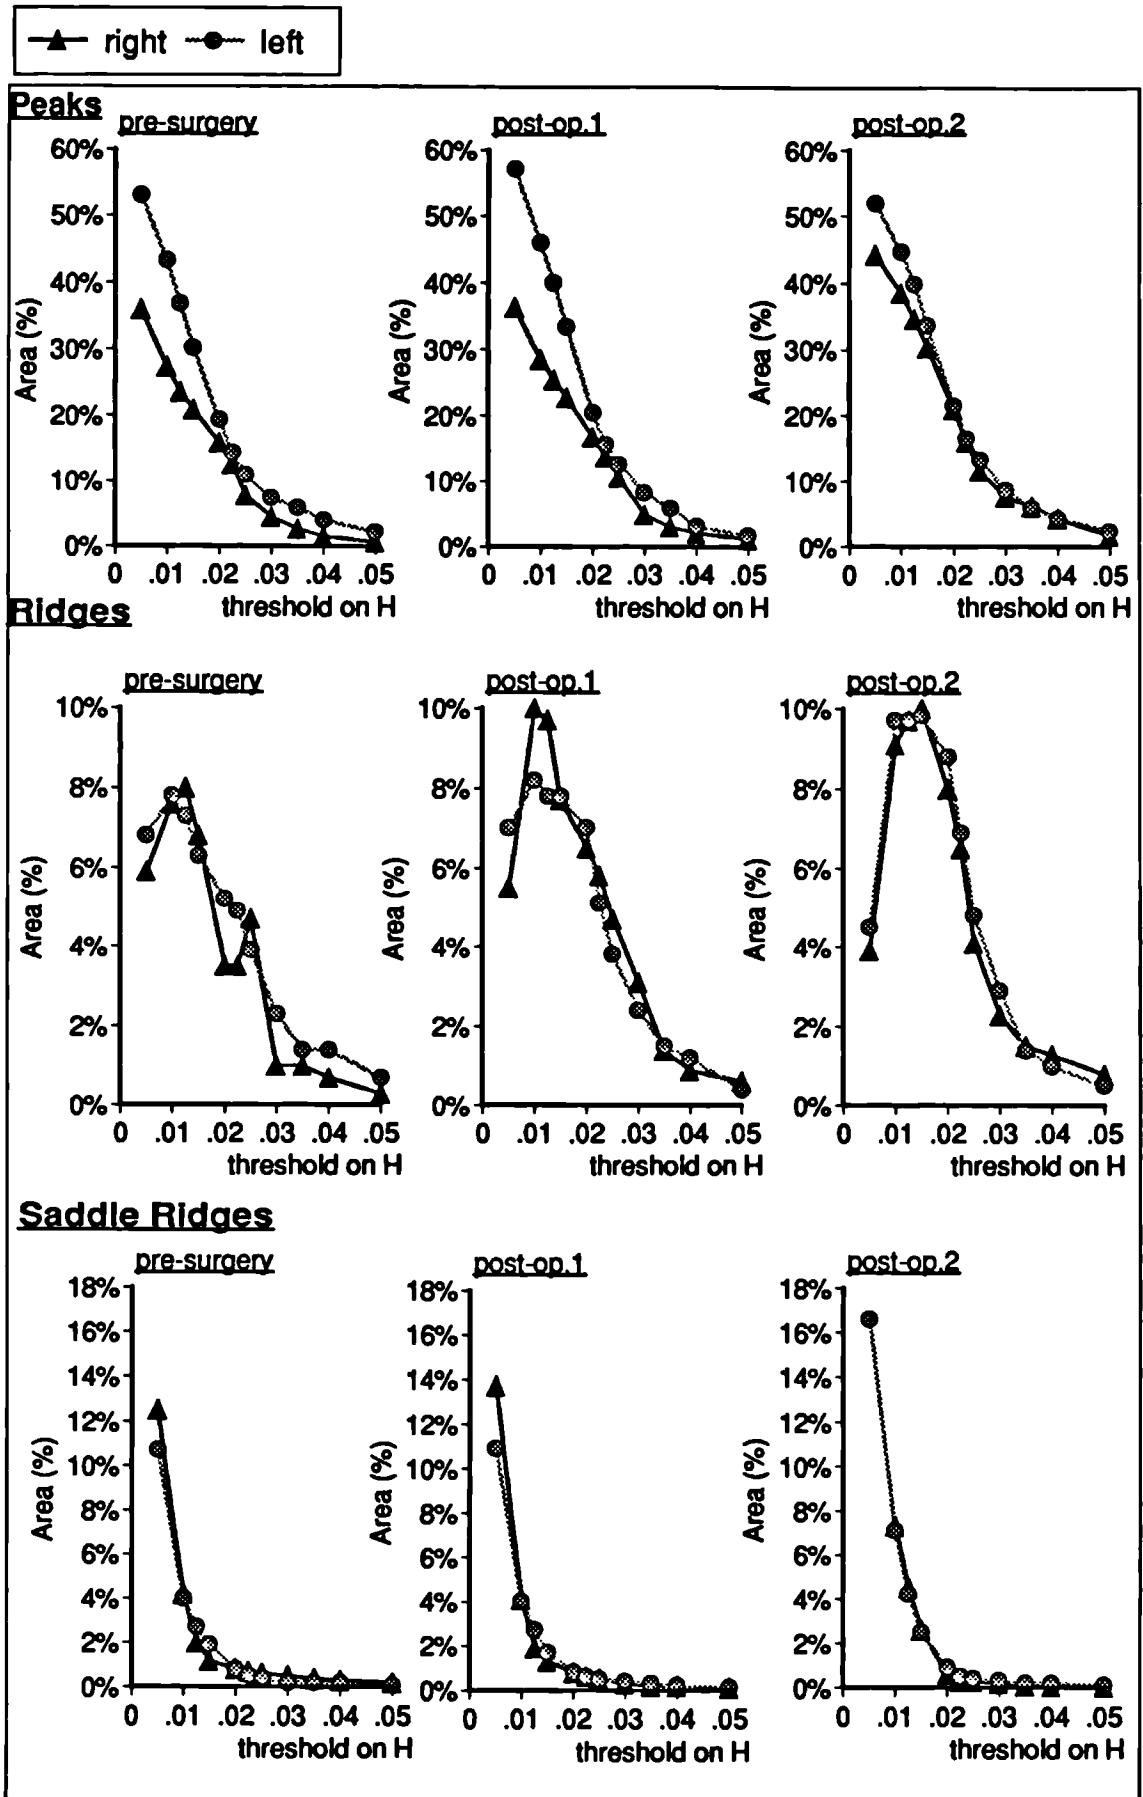 right left
Peaks
pre-surgery post-op.1 post-op.2
60% 60% 60%
50% 50% 50%
40% 40% 40%
30% 30% 30%
20% 20% 20%
10% 10% 10%
0% 0% 0%
Area (%) Area (%) Area (%)
0 .01 .02 .03 .04 .05 0 .01 .02 .03 .04 .05 0 .01 .02 .03 .04 .05
threshold on H threshold on H threshold on H
Ridges
pre-surgery post-op.1 post-op.2
10% 10% 10%
8% 8% 8%
6% 6% 6%
4% 4% 4%
2% 2% 2%
0% 0% 0%
Area (%) Area (%) Area (%)
0 .01 .02 .03 .04 .05 0 .01 .02 .03 .04 .05 0 .01 .02 .03 .04 .05
threshold on H threshold on H threshold on H
Saddle Ridges
pre-surgery post-op.1 post-op.2
18% 18% 18%
16% 16% 16%
14% 14% 14%
12% 12% 12%
10% 10% 10%
8% 8% 8%
6% 6% 6%
4% 4% 4%
2% 2% 2%
0% 0% 0%
Area (%) Area (%) Area (%)
0 .01 .02 .03 .04 .05 0 .01 .02 .03 .04 .05 0 .01 .02 .03 .04 .05
threshold on H threshold on H threshold on H